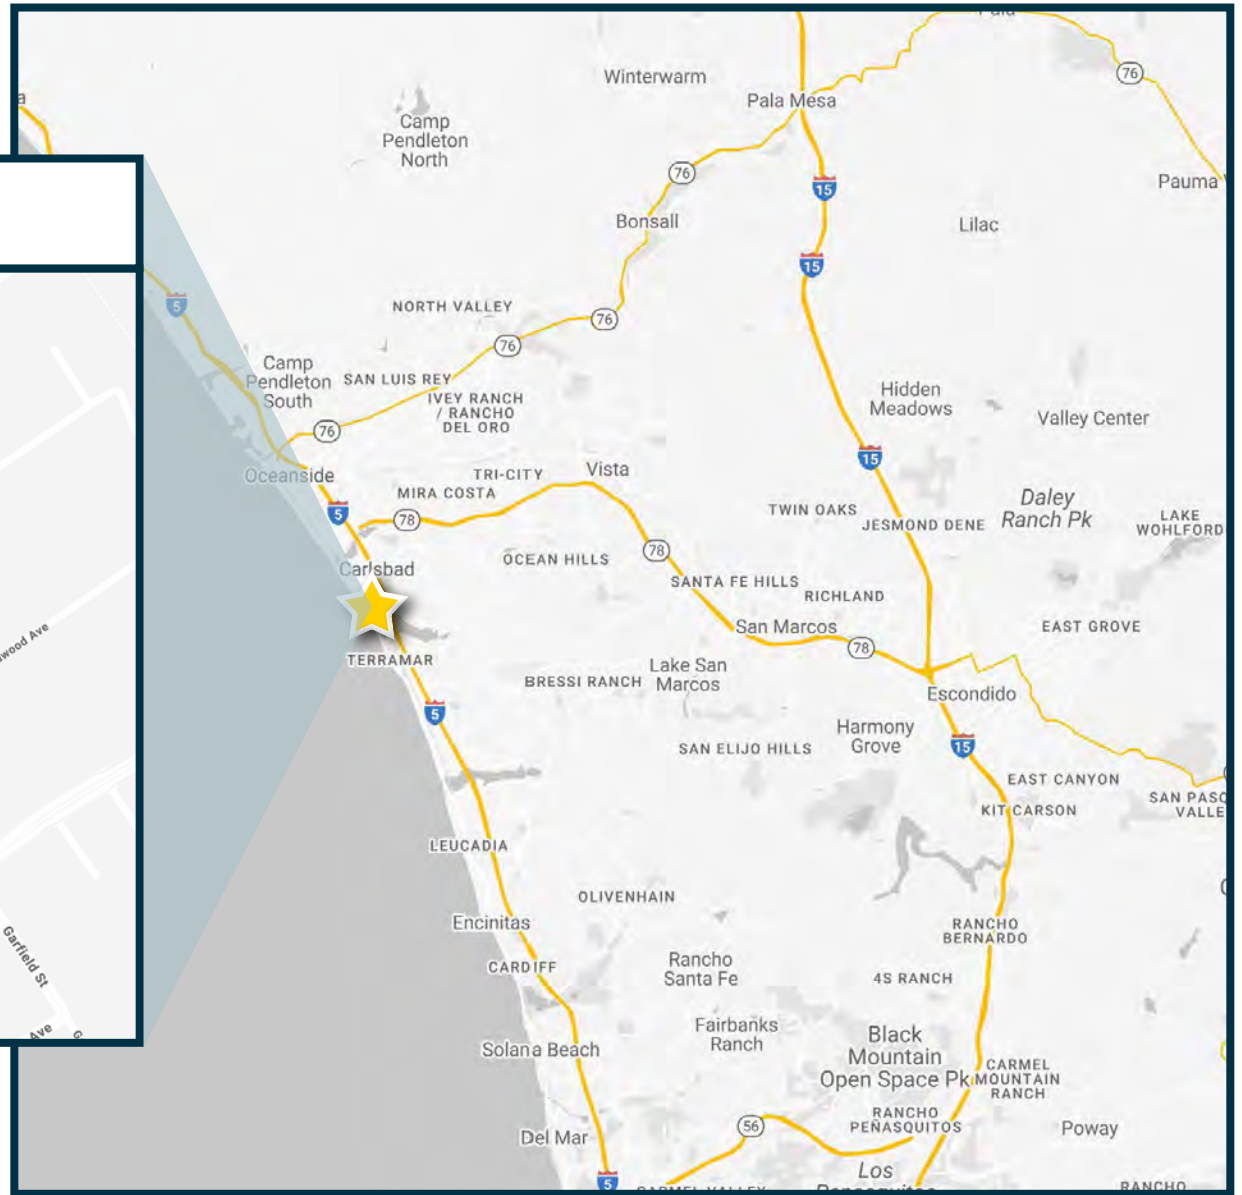 Winterwarm
Pala Mesa
76
Camp
Pendleton
North
76
15
Pauma
Bonsall
Lilac
15
5
NORTH VALLEY
76
76
Camp
Pendleton
South
SAN LUIS REY
IVEY RANCH
/ RANCHO
DEL ORO
Hidden
Meadows
Valley Center
76
15
Oceanside
TRI-CITY
Vista
MIRA COSTA
5
78
TWIN OAKS
JESMOND DENE
Daley
Ranch Pk
LAKE
WOHLFORD
78
OCEAN HILLS
Carlsbad
SANTA FE HILLS
RICHLAND
San Marcos
EAST GROVE
78
TERRAMAR
BRESSI RANCH
Lake San
Marcos
Escondido
5
Harmony
Grove
SAN ELIJO HILLS
15
EAST CANYON
KIT CARSON
SAN PASQ
VALLE
LEUCADIA
OLIVENHAIN
Encinitas
RANCHO
BERNARDO
CARDIFF
Rancho
Santa Fe
4S RANCH
Fairbanks
Ranch
Black
Mountain
Open Space Pk
Solana Beach
CARMEL
MOUNTAIN
RANCH
RANCHO
PEÑASQUITOS
56
Poway
Del Mar
Los
5
CARMEL VALLEY
RANCHO
wood Ave
Garfield St
Ave
G